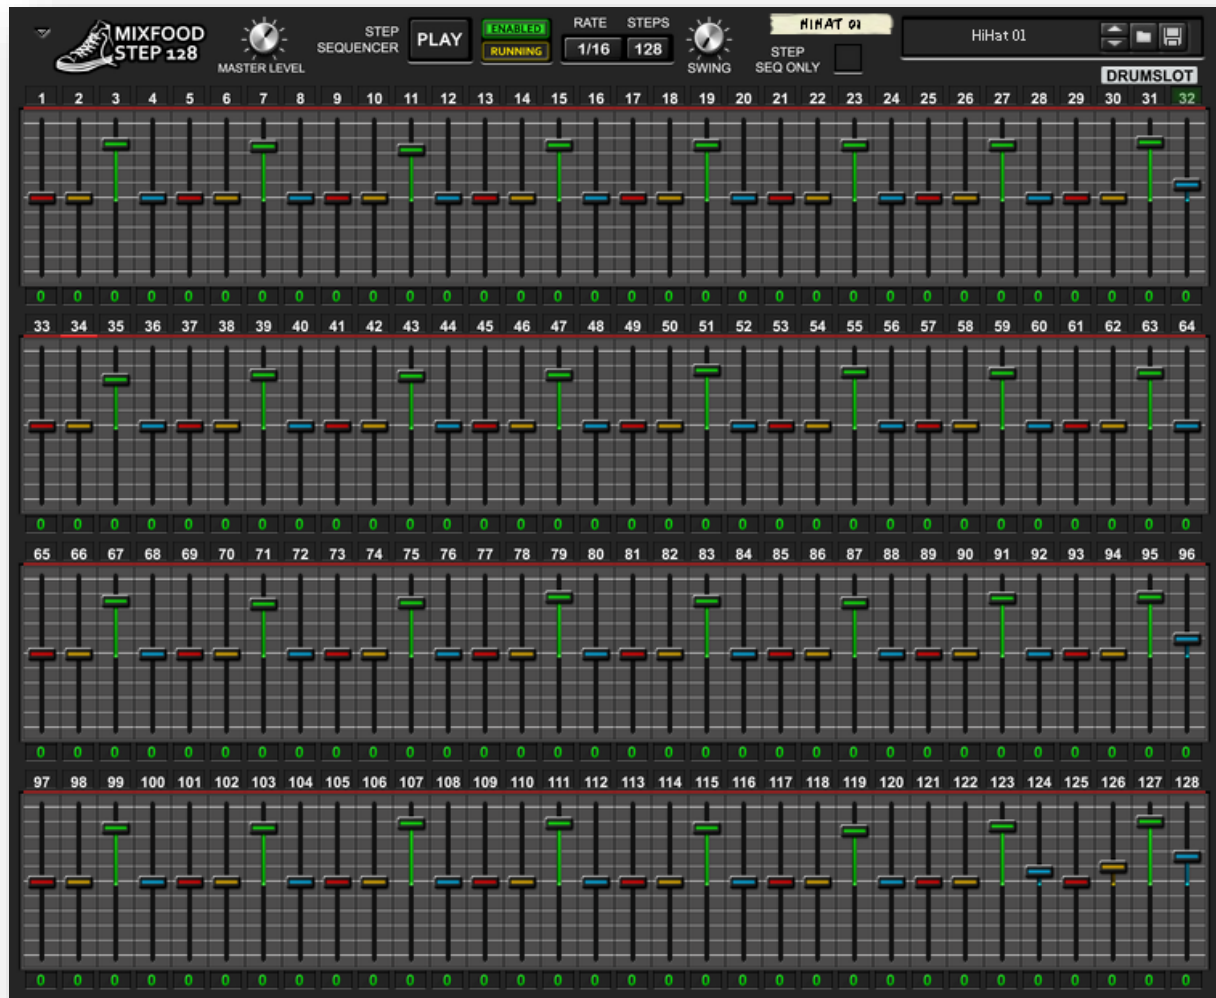 MIXFOOD
STEP 128
MASTER LEVEL
STEP
SEQUENCER
PLAY
ENABLED
RUNNING
RATE STEPS
1/16 128
SWING
HIHAT 01
STEP
SEQ ONLY
HiHat 01
DRUMSLOT
1 2 3 4 5 6 7 8 9 10 11 12 13 14 15 16 17 18 19 20 21 22 23 24 25 26 27 28 29 30 31 32
0 0 0 0 0 0 0 0 0 0 0 0 0 0 0 0 0 0 0 0 0 0 0 0 0 0 0 0 0 0 0 0
33 34 35 36 37 38 39 40 41 42 43 44 45 46 47 48 49 50 51 52 53 54 55 56 57 58 59 60 61 62 63 64
0 0 0 0 0 0 0 0 0 0 0 0 0 0 0 0 0 0 0 0 0 0 0 0 0 0 0 0 0 0 0 0
65 66 67 68 69 70 71 72 73 74 75 76 77 78 79 80 81 82 83 84 85 86 87 88 89 90 91 92 93 94 95 96
0 0 0 0 0 0 0 0 0 0 0 0 0 0 0 0 0 0 0 0 0 0 0 0 0 0 0 0 0 0 0 0
97 98 99 100 101 102 103 104 105 106 107 108 109 110 111 112 113 114 115 116 117 118 119 120 121 122 123 124 125 126 127 128
0 0 0 0 0 0 0 0 0 0 0 0 0 0 0 0 0 0 0 0 0 0 0 0 0 0 0 0 0 0 0 0